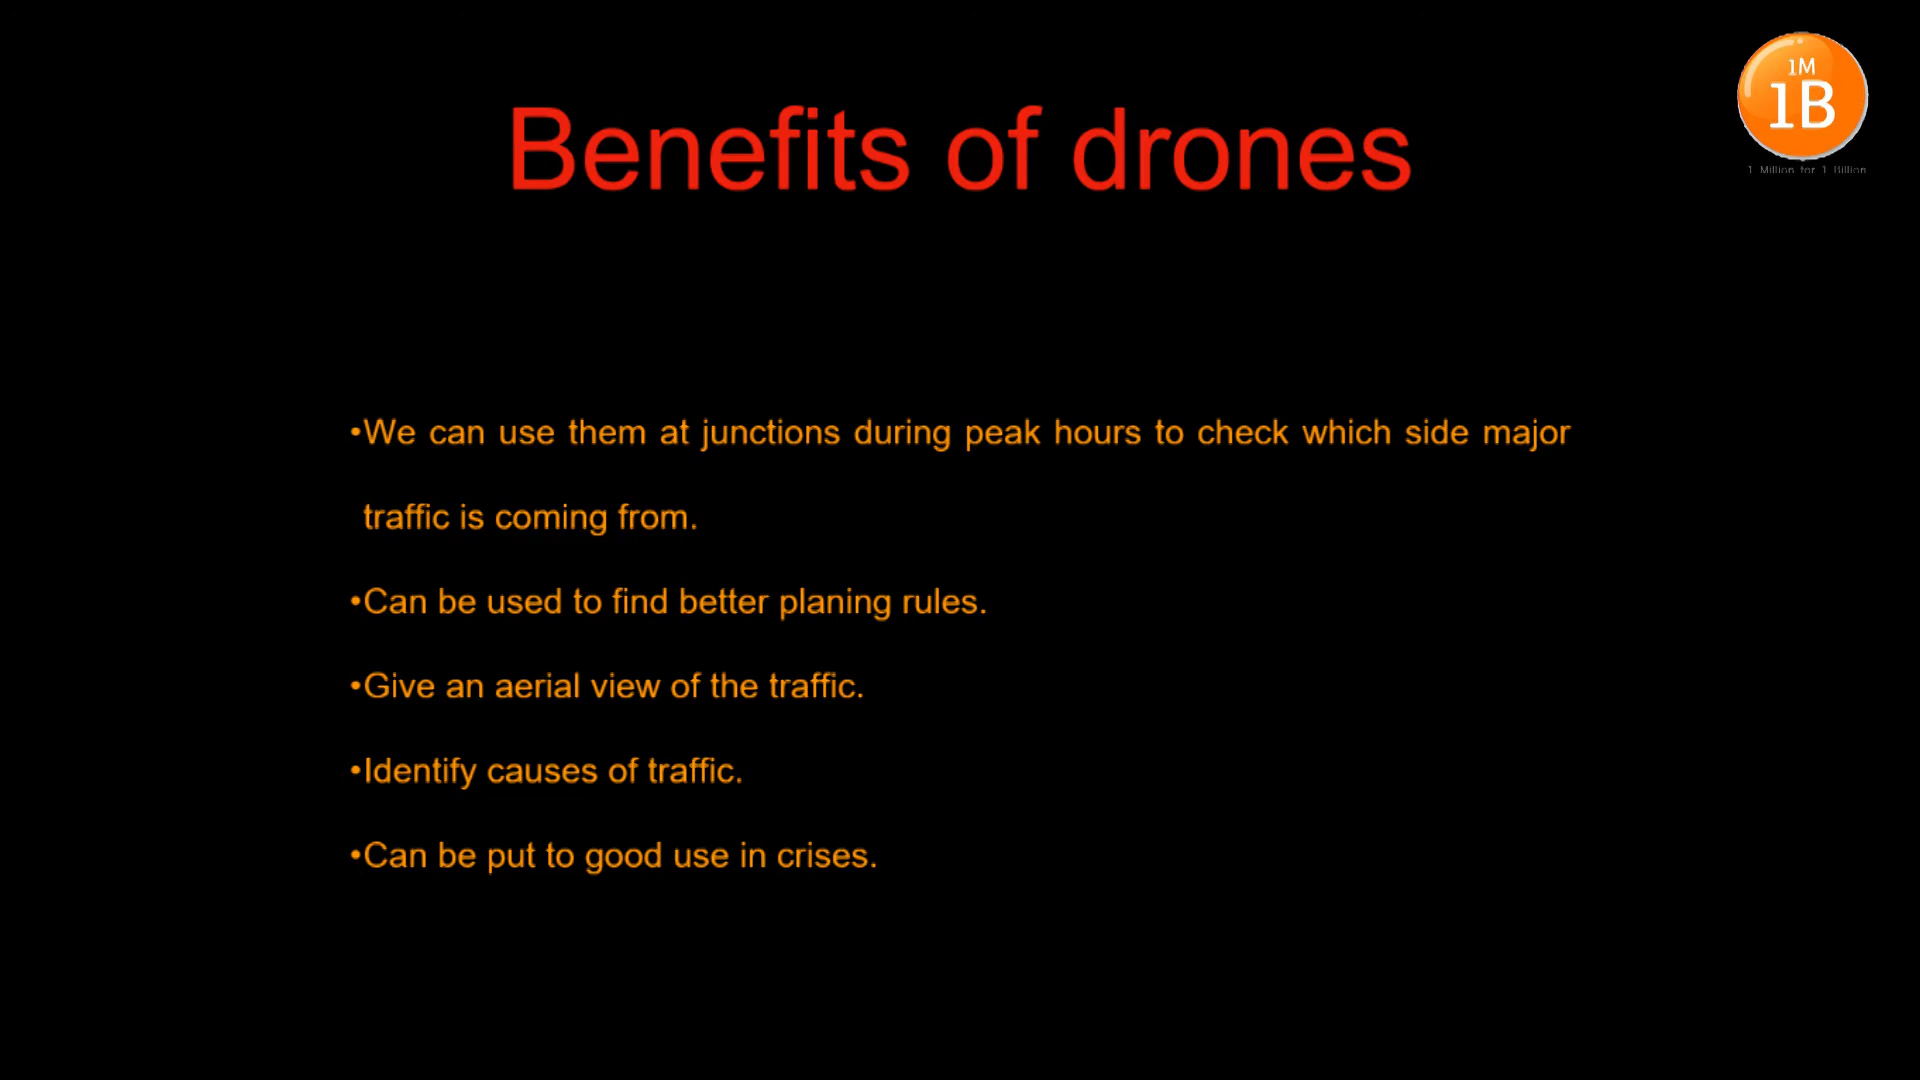 1M
1B
1 Million for 1 Billion
Benefits of drones
•We can use them at junctions during peak hours to check which side major
traffic is coming from.
•Can be used to find better planing rules.
•Give an aerial view of the traffic.
•Identify causes of traffic.
•Can be put to good use in crises.